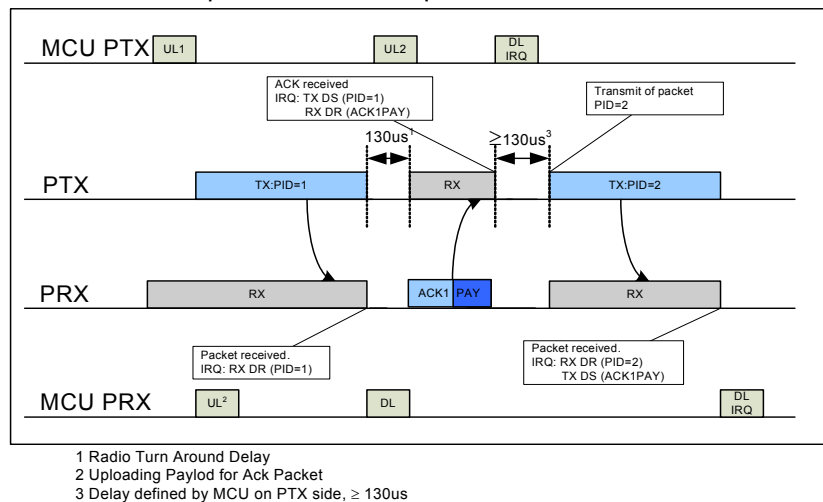 MCU PTX
UL1
UL2
DL
IRQ
ACK received
IRQ: TX DS (PID=1)
RX DR (ACK1PAY)
Transmit of packet
PID=2
130us1
≥130us3
PTX
TX:PID=1
RX
TX:PID=2
PRX
RX
ACK1 PAY
RX
Packet received.
IRQ: RX DR (PID=1)
Packet received.
IRQ: RX DR (PID=2)
TX DS (ACK1PAY)
MCU PRX
UL2
DL
DL
IRQ
1 Radio Turn Around Delay
2 Uploading Paylod for Ack Packet
3 Delay defined by MCU on PTX side, ≥ 130us